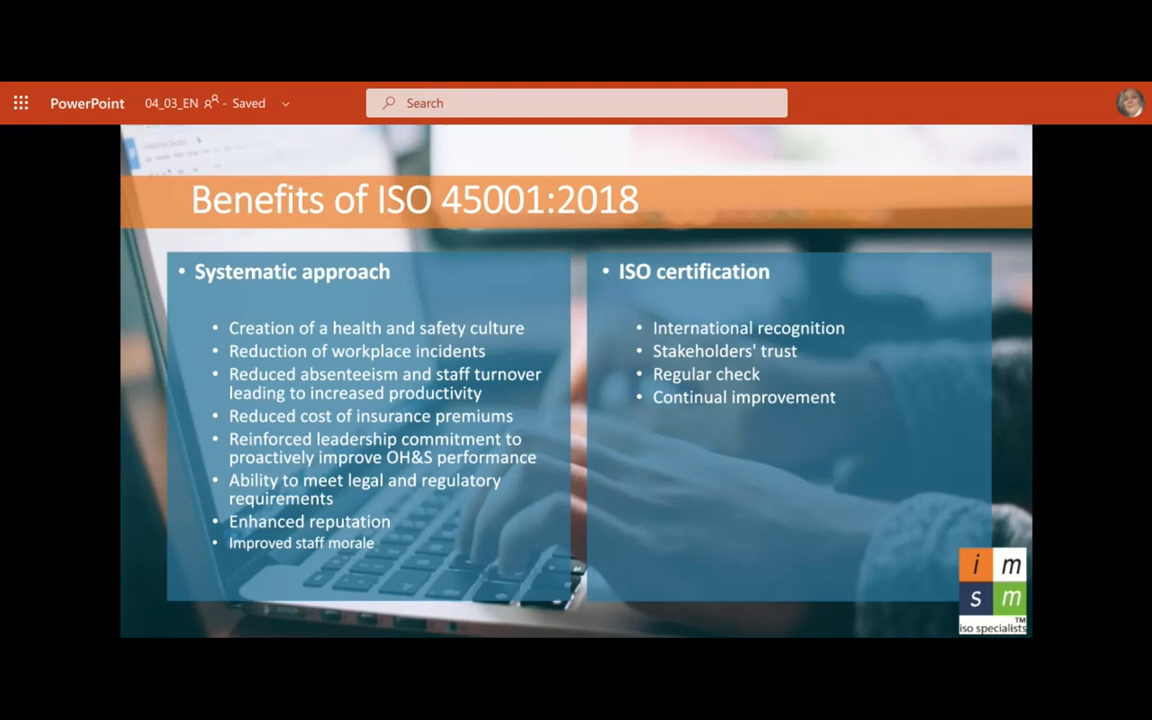 PowerPoint 04_03_EN - Saved Search
Benefits of ISO 45001:2018
• Systematic approach
• Creation of a health and safety culture
• Reduction of workplace incidents
• Reduced absenteeism and staff turnover
leading to increased productivity
• Reduced cost of insurance premiums
• Reinforced leadership commitment to
proactively improve OH&S performance
• Ability to meet legal and regulatory
requirements
• Enhanced reputation
• Improved staff morale
• ISO certification
• International recognition
• Stakeholders' trust
• Regular check
• Continual improvement
i m
s m
TM
iso specialists